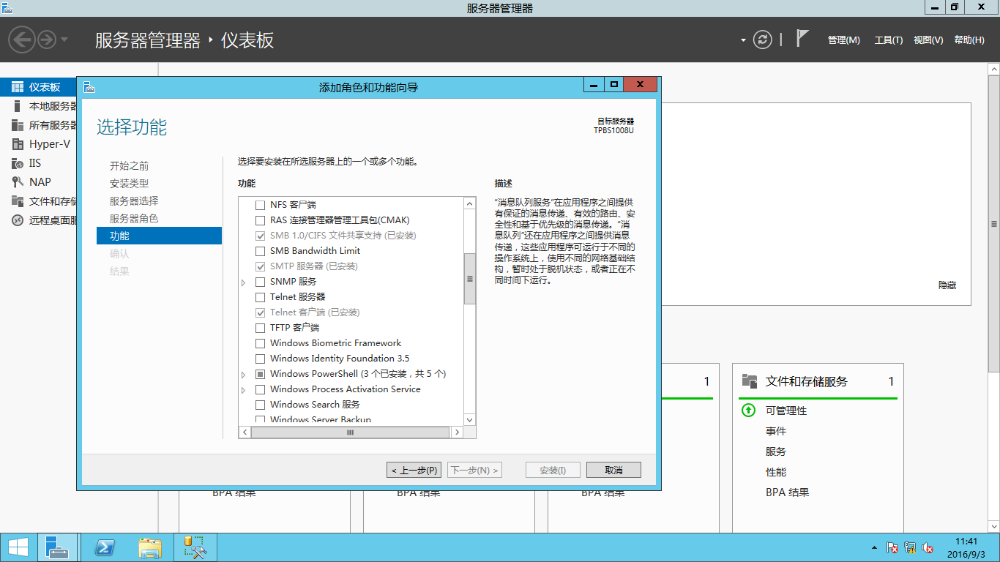 服务器管理器
服务器管理器 ‣ 仪表板
管理(M) 工具(T) 视图(V) 帮助(H)
仪表板
本地服务器
所有服务器
Hyper-V
IIS
NAP
文件和存储
远程桌面服
添加角色和功能向导
选择功能
目标服务器
TPBS1008U
开始之前
安装类型
服务器选择
服务器角色
功能
确认
结果
选择要安装在所选服务器上的一个或多个功能。
功能
NFS 客户端
RAS 连接管理器管理工具包(CMAK)
SMB 1.0/CIFS 文件共享支持 (已安装)
SMB Bandwidth Limit
SMTP 服务器 (已安装)
SNMP 服务
Telnet 服务器
Telnet 客户端 (已安装)
TFTP 客户端
Windows Biometric Framework
Windows Identity Foundation 3.5
Windows PowerShell (3 个已安装，共 5 个)
Windows Process Activation Service
Windows Search 服务
Windows Server Backup
描述
"消息队列服务"在应用程序之间提供
有保证的消息传递、有效的路由、安
全性和基于优先级的消息传递。"消
息队列"还在应用程序之间提供消息
传递，这些应用程序可运行于不同的
操作系统上，使用不同的网络基础结
构，暂时处于脱机状态，或者正在不
同时间下运行。
< 上一步(P) 下一步(N) > 安装(I) 取消
隐藏
1
文件和存储服务 1
可管理性
事件
服务
性能
BPA 结果
BPA 结果
BPA 结果
BPA 结果
11:41
2016/9/3